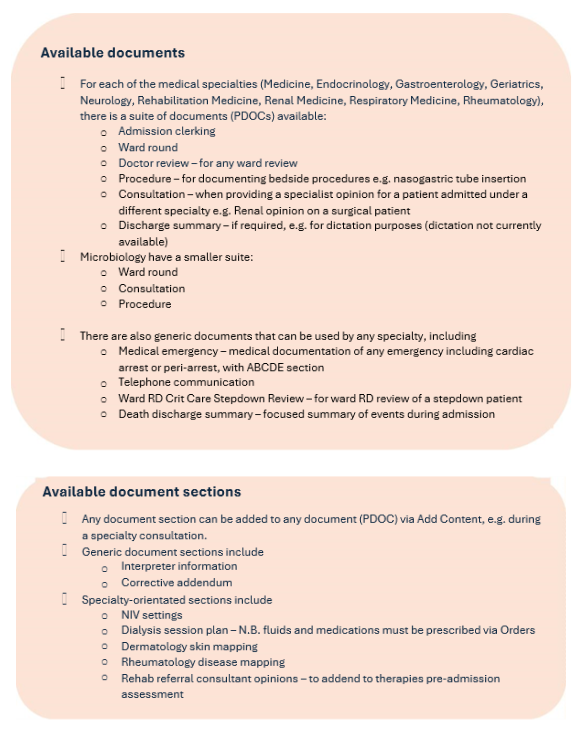 Available documents
For each of the medical specialties (Medicine, Endocrinology, Gastroenterology, Geriatrics,
Neurology, Rehabilitation Medicine, Renal Medicine, Respiratory Medicine, Rheumatology),
there is a suite of documents (PDOCs) available:
o Admission clerking
o Ward round
o Doctor review – for any ward review
o Procedure – for documenting bedside procedures e.g. nasogastric tube insertion
o Consultation – when providing a specialist opinion for a patient admitted under a
different specialty e.g. Renal opinion on a surgical patient
o Discharge summary – if required, e.g. for dictation purposes (dictation not currently
available)
Microbiology have a smaller suite:
o Ward round
o Consultation
o Procedure
There are also generic documents that can be used by any specialty, including
o Medical emergency – medical documentation of any emergency including cardiac
arrest or peri-arrest, with ABCDE section
o Telephone communication
o Ward RD Crit Care Stepdown Review – for ward RD review of a stepdown patient
o Death discharge summary – focused summary of events during admission
Available document sections
Any document section can be added to any document (PDOC) via Add Content, e.g. during
a specialty consultation.
Generic document sections include
o Interpreter information
o Corrective addendum
Specialty-orientated sections include
o NIV settings
o Dialysis session plan – N.B. fluids and medications must be prescribed via Orders
o Dermatology skin mapping
o Rheumatology disease mapping
o Rehab referral consultant opinions – to addend to therapies pre-admission
assessment